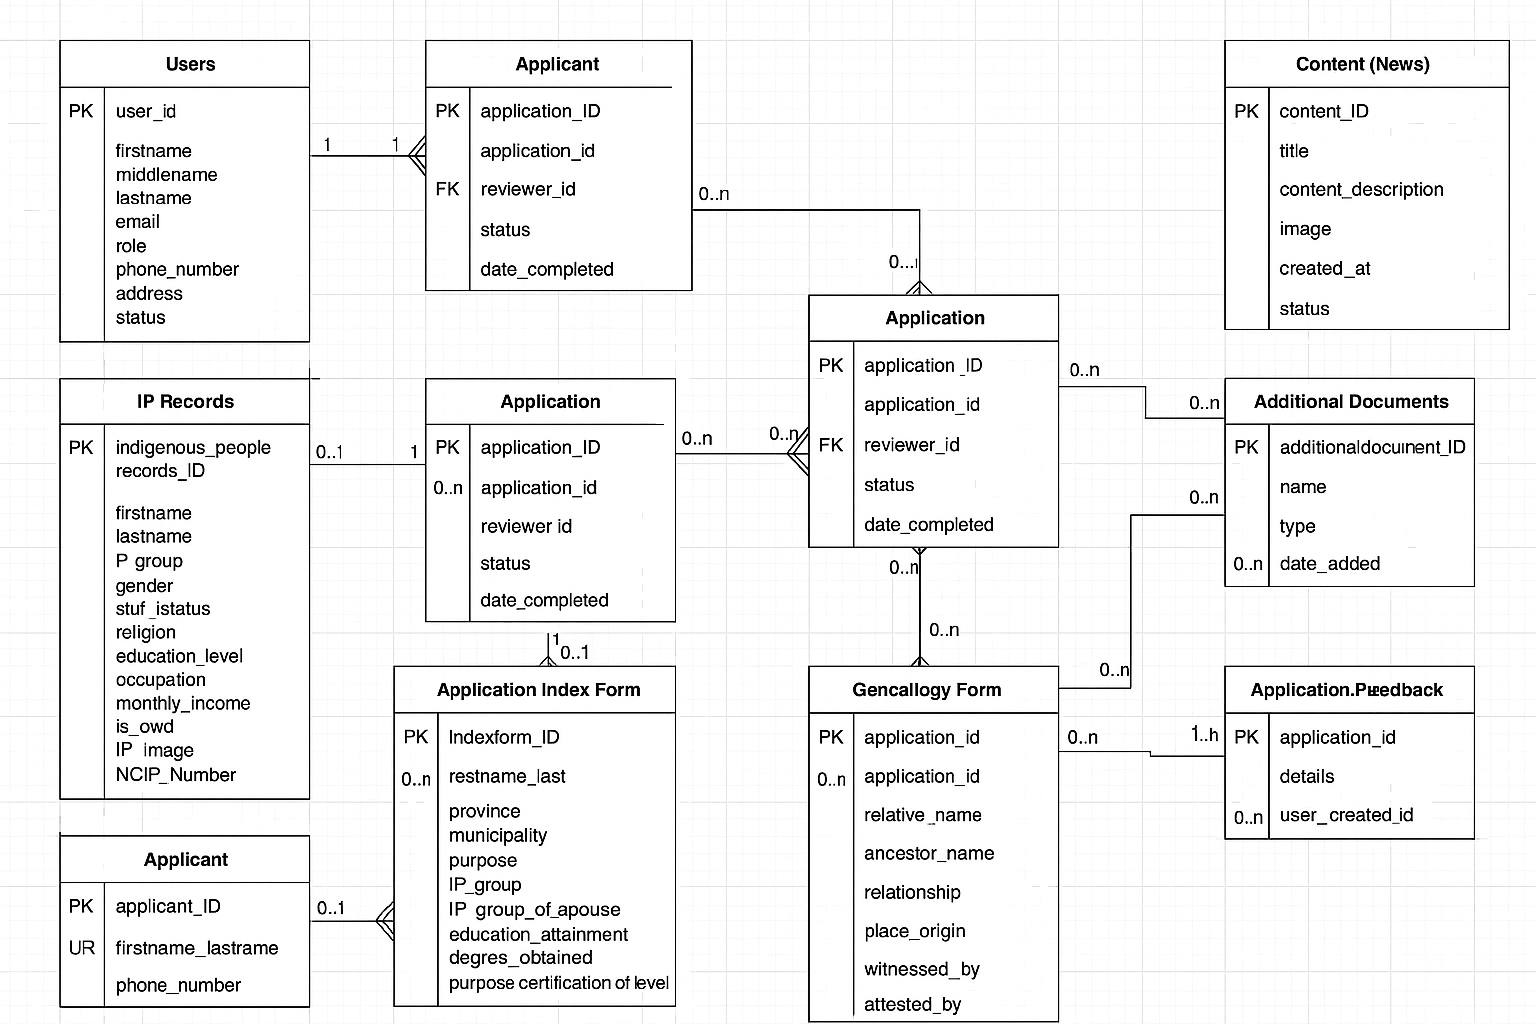 Users
PK user_id
firstname
middlename
lastname
email
role
phone_number
address
status
1 1
Applicant
PK application_ID
application_id
FK reviewer_id
status
date_completed
0..n
0...
Content (News)
PK content_ID
title
content_description
image
created_at
status
IP Records
PK indigenous_people
records_ID
firstname
lastname
P group
gender
stuf_istatus
religion
education_level
occupation
monthly_income
is_owd
IP image
NCIP_Number
0..1 1
Application
PK application_ID
0..n application_id
reviewer id
status
date_completed
0..n 0..n
1
0..1
Application
PK application _ID
application_id
FK reviewer_id
status
date_completed
0..n
0..n
0..n
0..n
Additional Documents
PK additionaldocument_ID
name
type
0..n date_added
0..n
0..n
Applicant
PK applicant_ID
UR firstname_lastrame
phone_number
0..1
Application Index Form
PK Indexform_ID
0..n restname_last
province
municipality
purpose
IP_group
IP group_of_apouse
education_attainment
degres_obtained
purpose certification of level
Gencallogy Form
PK application_id
0..n application_id
relative_name
ancestor_name
relationship
place_origin
witnessed_by
attested_by
0..n 1..h
PK application_id
details
0..n user_created_id